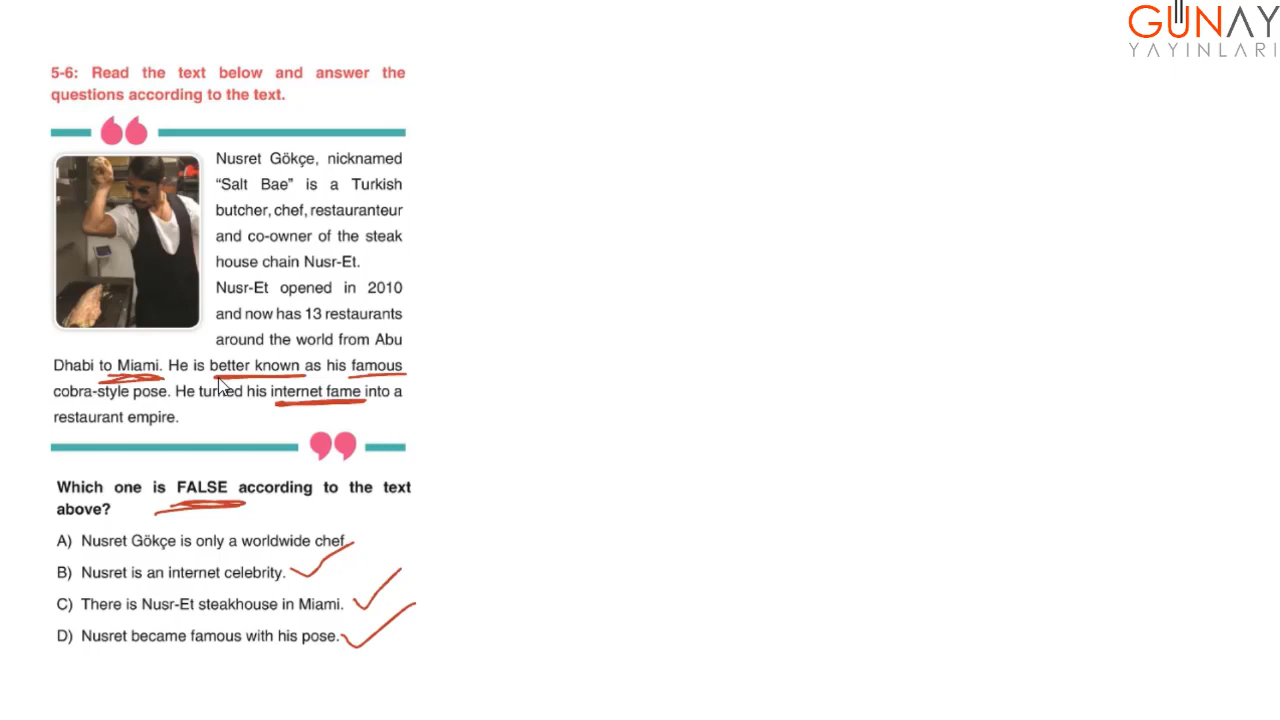 GÜNAY
YAYINLARI
5-6: Read the text below and answer the
questions according to the text.
Nusret Gökçe, nicknamed
“Salt Bae” is a Turkish
butcher, chef, restauranteur
and co-owner of the steak
house chain Nusr-Et.
Nusr-Et opened in 2010
and now has 13 restaurants
around the world from Abu
Dhabi to Miami. He is better known as his famous
cobra-style pose. He turned his internet fame into a
restaurant empire.
Which one is FALSE according to the text
above?
A) Nusret Gökçe is only a worldwide chef.
B) Nusret is an internet celebrity.
C) There is Nusr-Et steakhouse in Miami.
D) Nusret became famous with his pose.